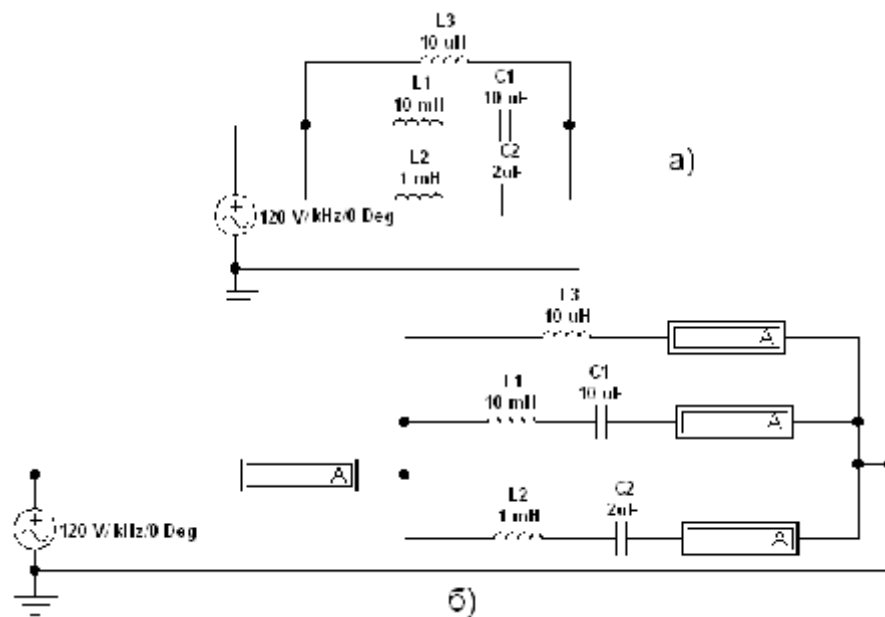 L3
10 uH
L1
10 mH
C1
10 uF
L2
1 mH
C2
2uF
а)
120 V/kHz/0 Deg
L3
10 uH
A
L1
10 mH
C1
10 uF
A
A
L2
1 mH
C2
2uF
A
120 V/kHz/0 Deg
б)